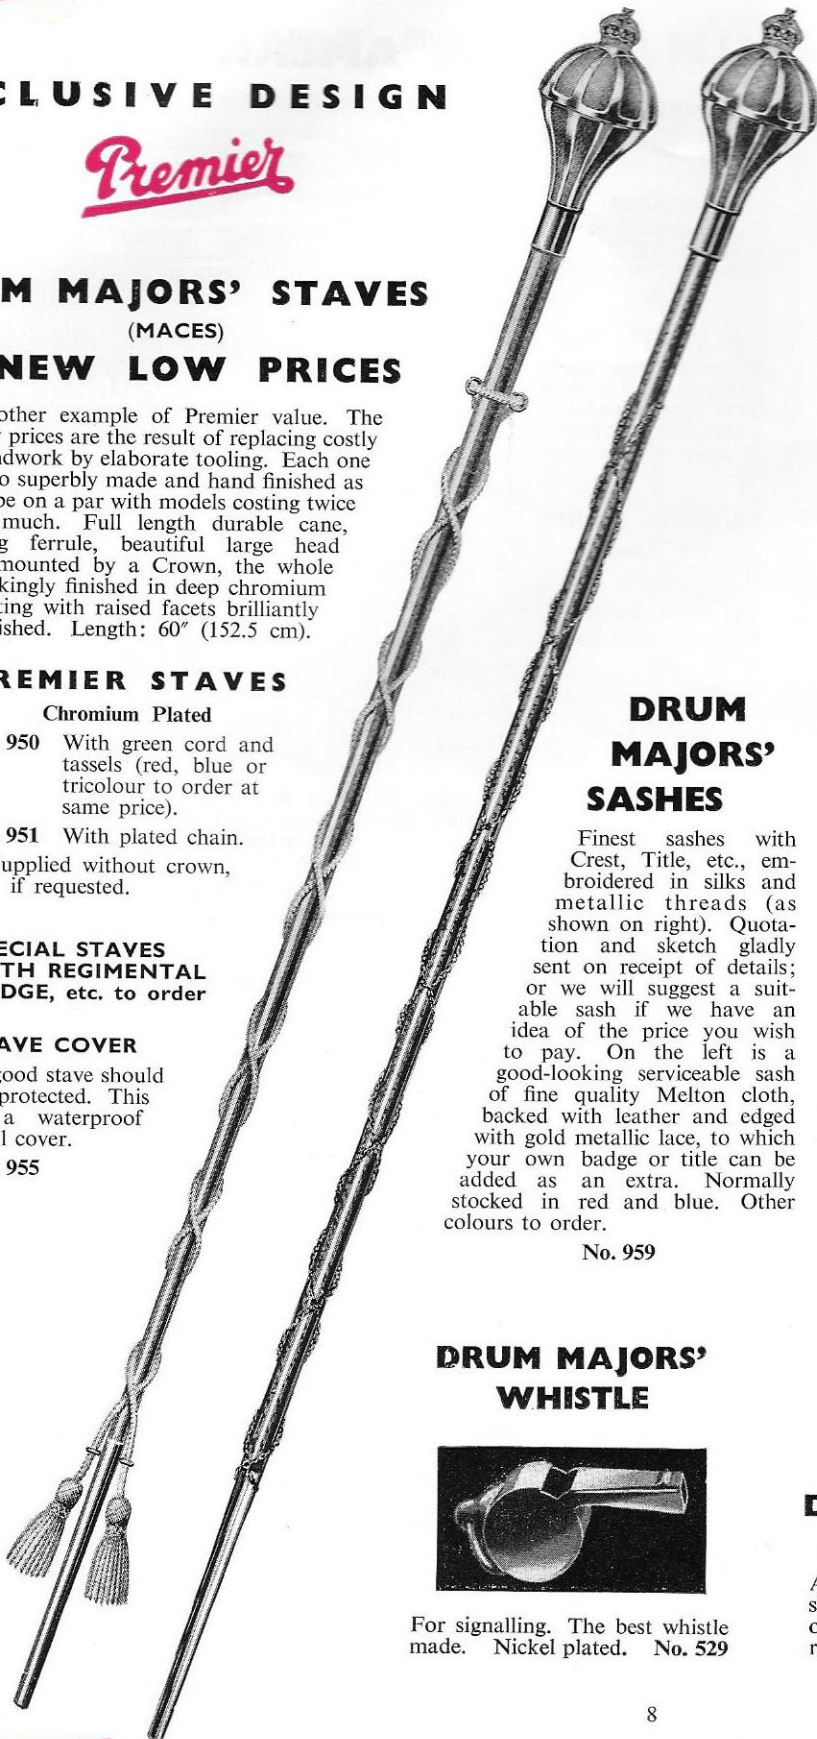 CLUSIVE DESIGN
Premier
M MAJORS' STAVES
(MACES)
NEW LOW PRICES
other example of Premier value. The
prices are the result of replacing costly
dwork by elaborate tooling. Each one
o superbly made and hand finished as
be on a par with models costing twice
much. Full length durable cane,
g ferrule, beautiful large head
mounted by a Crown, the whole
kingly finished in deep chromium
ting with raised facets brilliantly
ished. Length: 60″ (152.5 cm).
REMIER STAVES
Chromium Plated
950 With green cord and
tassels (red, blue or
tricolour to order at
same price).
951 With plated chain.
upplied without crown,
if requested.
ECIAL STAVES
TH REGIMENTAL
DGE, etc. to order
AVE COVER
good stave should
protected. This
a waterproof
l cover.
955
DRUM
MAJORS'
SASHES
Finest sashes with
Crest, Title, etc., em-
broidered in silks and
metallic threads (as
shown on right). Quota-
tion and sketch gladly
sent on receipt of details;
or we will suggest a suit-
able sash if we have an
idea of the price you wish
to pay. On the left is a
good-looking serviceable sash
of fine quality Melton cloth,
backed with leather and edged
with gold metallic lace, to which
your own badge or title can be
added as an extra. Normally
stocked in red and blue. Other
colours to order.
No. 959
DRUM MAJORS'
WHISTLE
For signalling. The best whistle
made. Nickel plated. No. 529
8